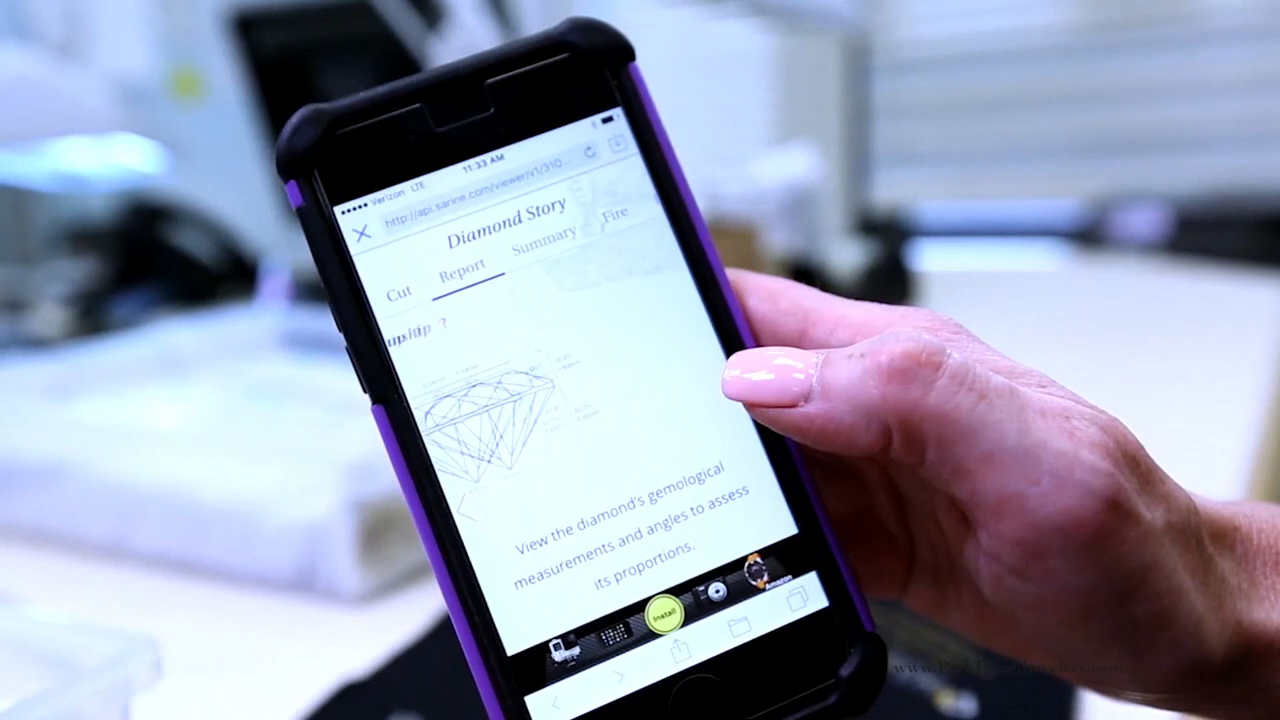 Verizon LTE 11:33 AM
http://api.sarine.com/viewer/v1/310...
Diamond Story
Cut Report Summary Fire
?
View the diamond's gemological
measurements and angles to assess
its proportions.
Install
Amazon